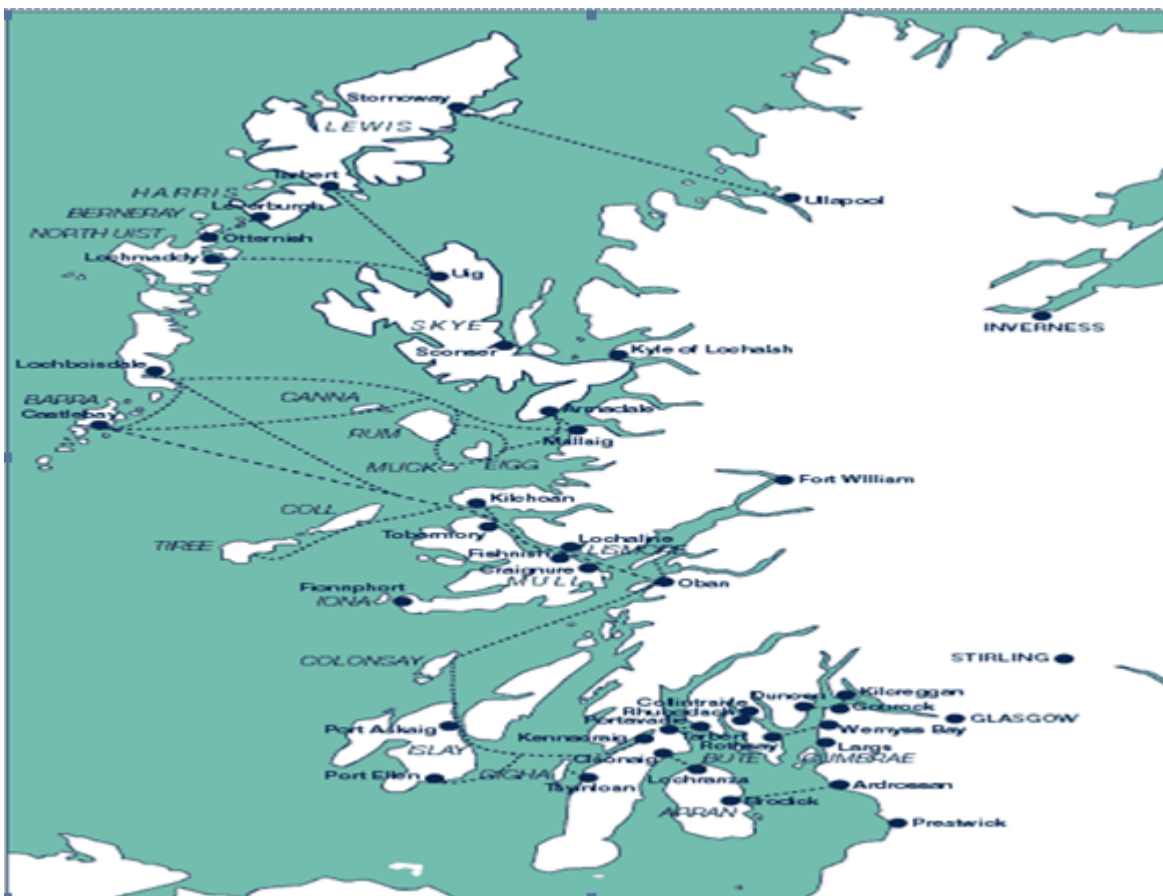 Stornoway
LEWIS
Tarbert
HARRIS
Ullapool
BERNERAY
Leverburgh
NORTH UIST
Otternish
Lochmaddy
Uig
SKYE
INVERNESS
Sconser
Kyle of Lochalsh
Lochboisdale
BARRA
CANNA
Castlebay
Armadale
RUM
Mallaig
MUCK
EIGG
Fort William
Kilchoan
COLL
Tobermory
Lochaline
TIREE
Fishnish
LISMORE
Craignure
MULL
Oban
Fionnphort
IONA
COLONSAY
STIRLING
Dunoon
Kilcreggan
Colintraive
Gourock
Rhubodach
GLASGOW
Portavadie
Port Askaig
Kennacraig
Tarbert
Wemyss Bay
Rothesay
Largs
ISLAY
Claonaig
BUTE
CUMBRAE
Port Ellen
GIGHA
Lochranza
Tayinloan
Ardrossan
Brodick
ARRAN
Prestwick